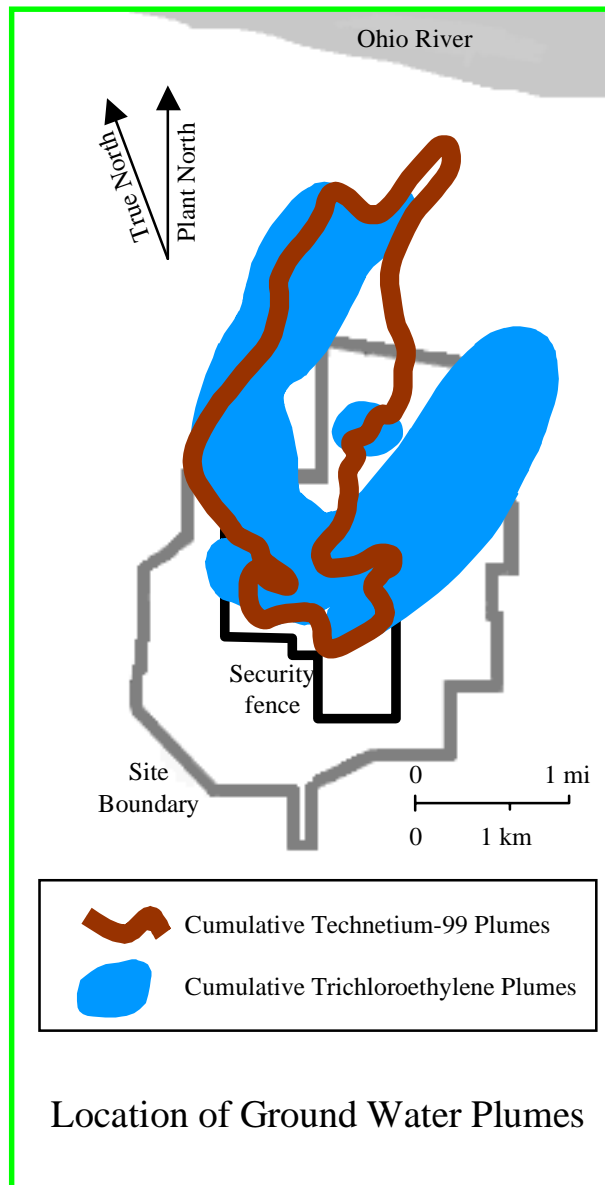 Ohio River
True North
Plant North
Security
fence
Site
Boundary
0 1 mi
0 1 km
Cumulative Technetium-99 Plumes
Cumulative Trichloroethylene Plumes
Location of Ground Water Plumes